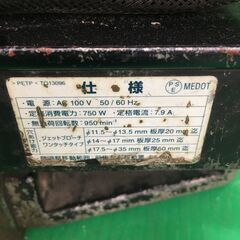 >PETP< TD13096
仕様
PSE
MEDOT
・電源:AC 100 V 50/60 Hz
・定格消費電力:750 W ・定格電流:7.9 A
・無負荷回転数:950 min⁻¹
ジェットブローチ
ワンタッチタイプ
φ11.5〜φ13.5 mm 板厚20 mm 迄
φ14〜φ17 mm 板厚25 mm 迄
φ17.5〜φ35 mm 板厚50 mm 迄